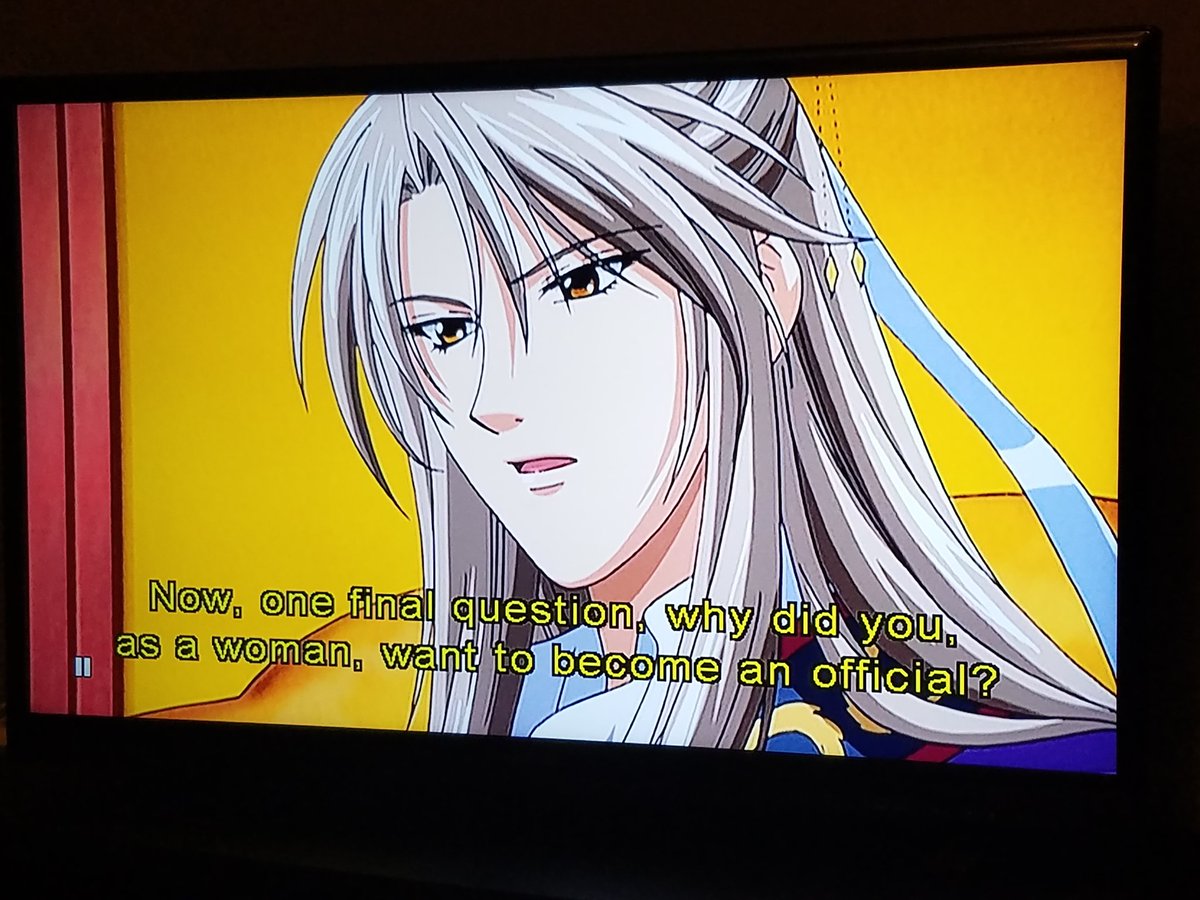 Now, one final question, why did you,
as a woman, want to become an official?